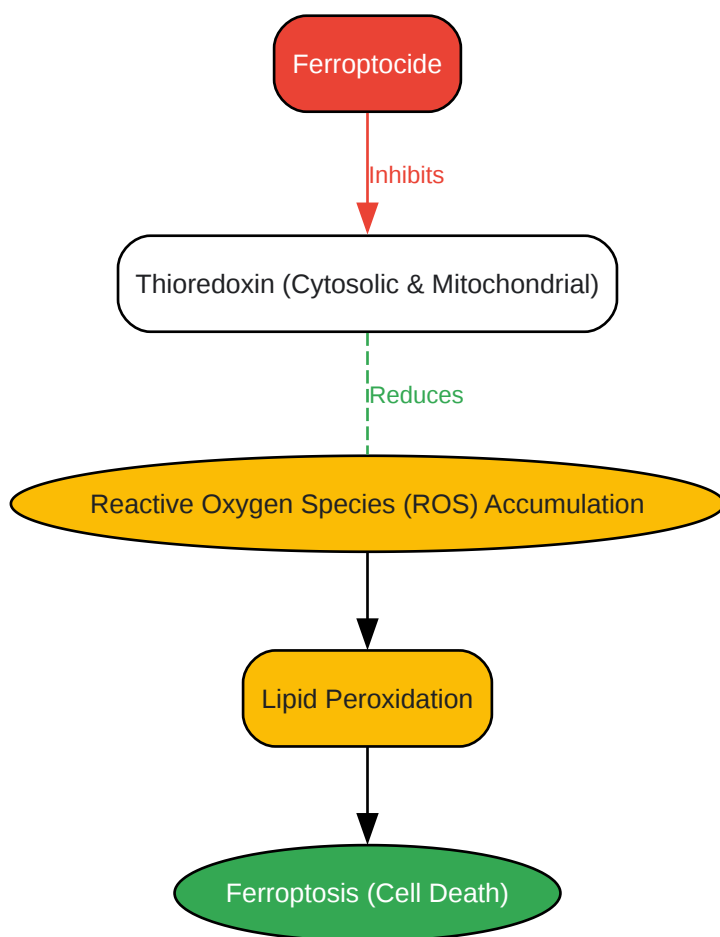 Ferroptocide
Inhibits
Thioredoxin (Cytosolic & Mitochondrial)
Reduces
Reactive Oxygen Species (ROS) Accumulation
Lipid Peroxidation
Ferroptosis (Cell Death)